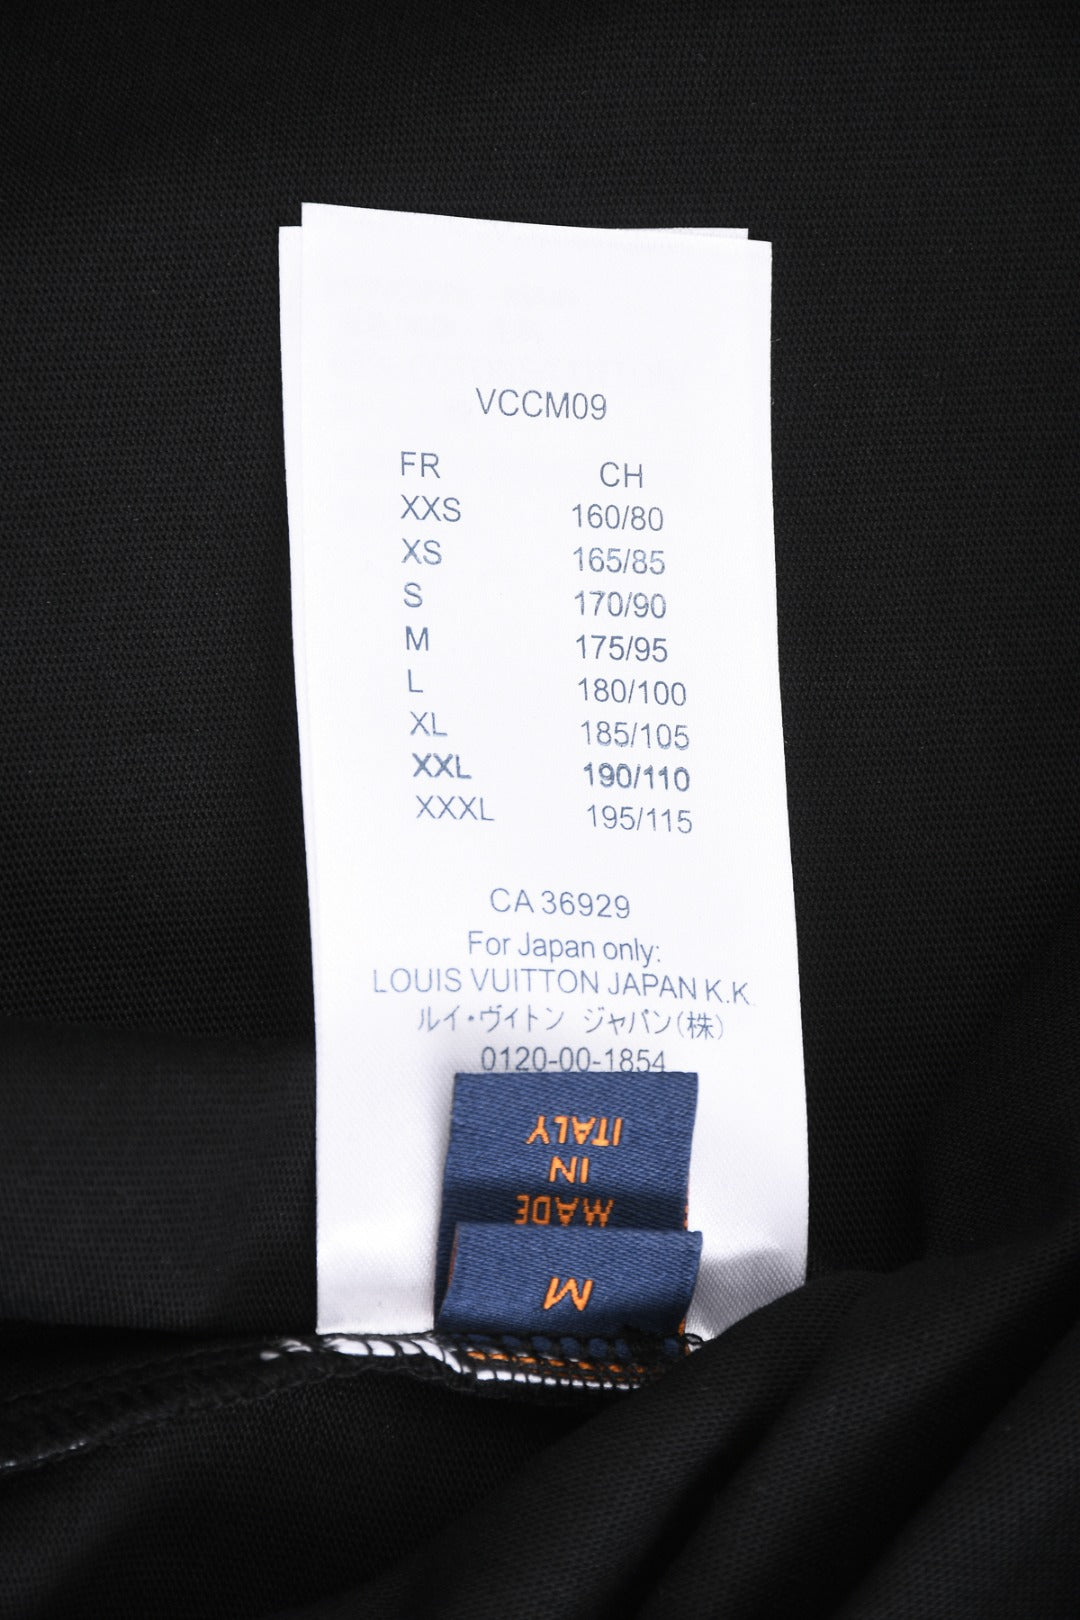 VCCM09
FR CH
XXS 160/80
XS 165/85
S 170/90
M 175/95
L 180/100
XL 185/105
XXL 190/110
XXXL 195/115
CA 36929
For Japan only:
LOUIS VUITTON JAPAN K.K.
ルイ・ヴィトン ジャパン(株)
0120-00-1854
MADE
IN
ITALY
M